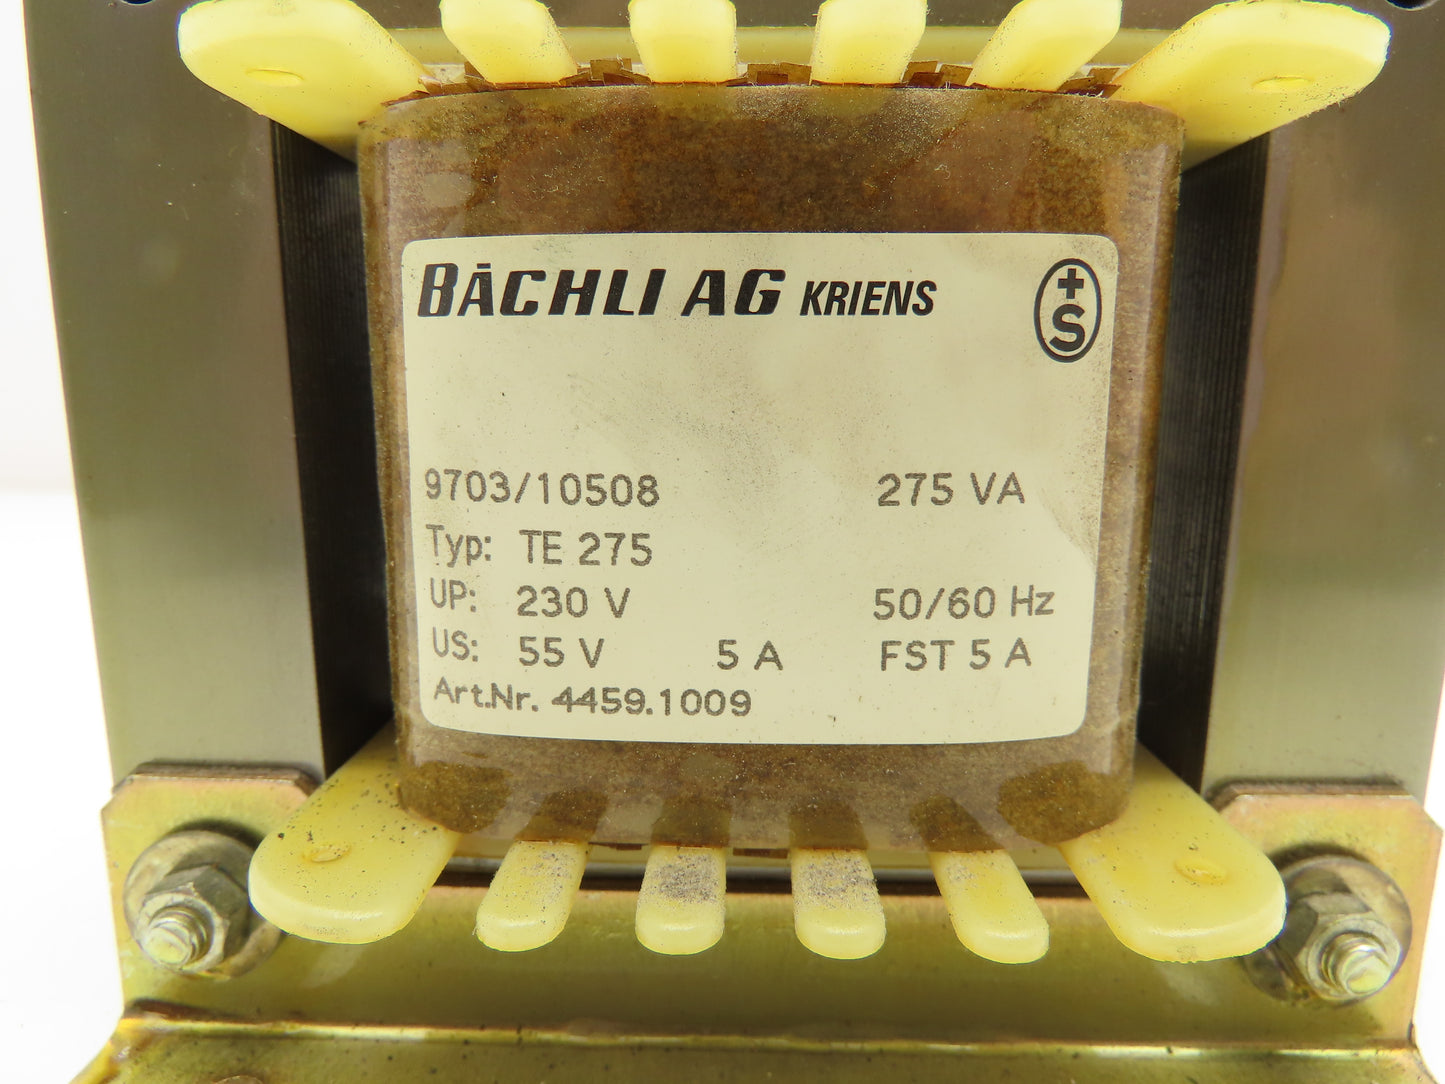 BÄCHLI AG KRIENS
+S
9703/10508 275 VA
Typ: TE 275
UP: 230 V 50/60 Hz
US: 55 V 5 A FST 5 A
Art.Nr. 4459.1009